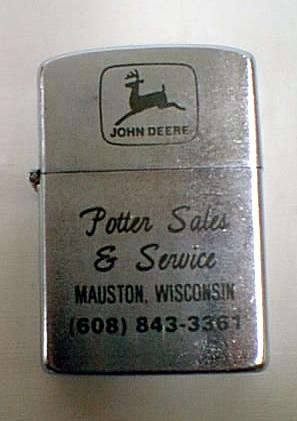 JOHN DEERE
Potter Sales
& Service
MAUSTON, WISCONSIN
(608) 843-3361